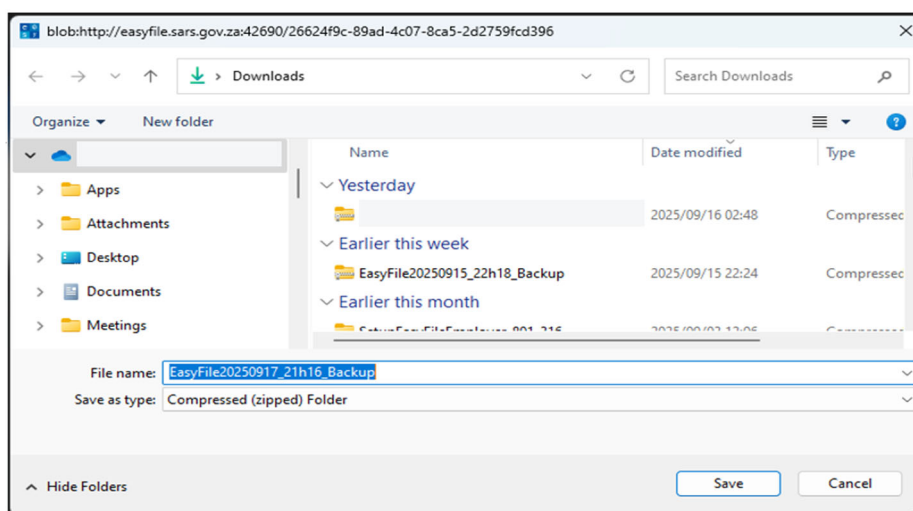 blob:http://easyfile.sars.gov.za:42690/26624f9c-89ad-4c07-8ca5-2d2759fcd396
Downloads
Search Downloads
Organize
New folder
Name Date modified Type
Apps
Yesterday
Attachments
2025/09/16 02:48 Compressed
Earlier this week
Desktop
EasyFile20250915_22h18_Backup 2025/09/15 22:24 Compressed
Documents
Earlier this month
Meetings
File name: EasyFile20250917_21h16_Backup
Save as type: Compressed (zipped) Folder
Hide Folders
Save
Cancel